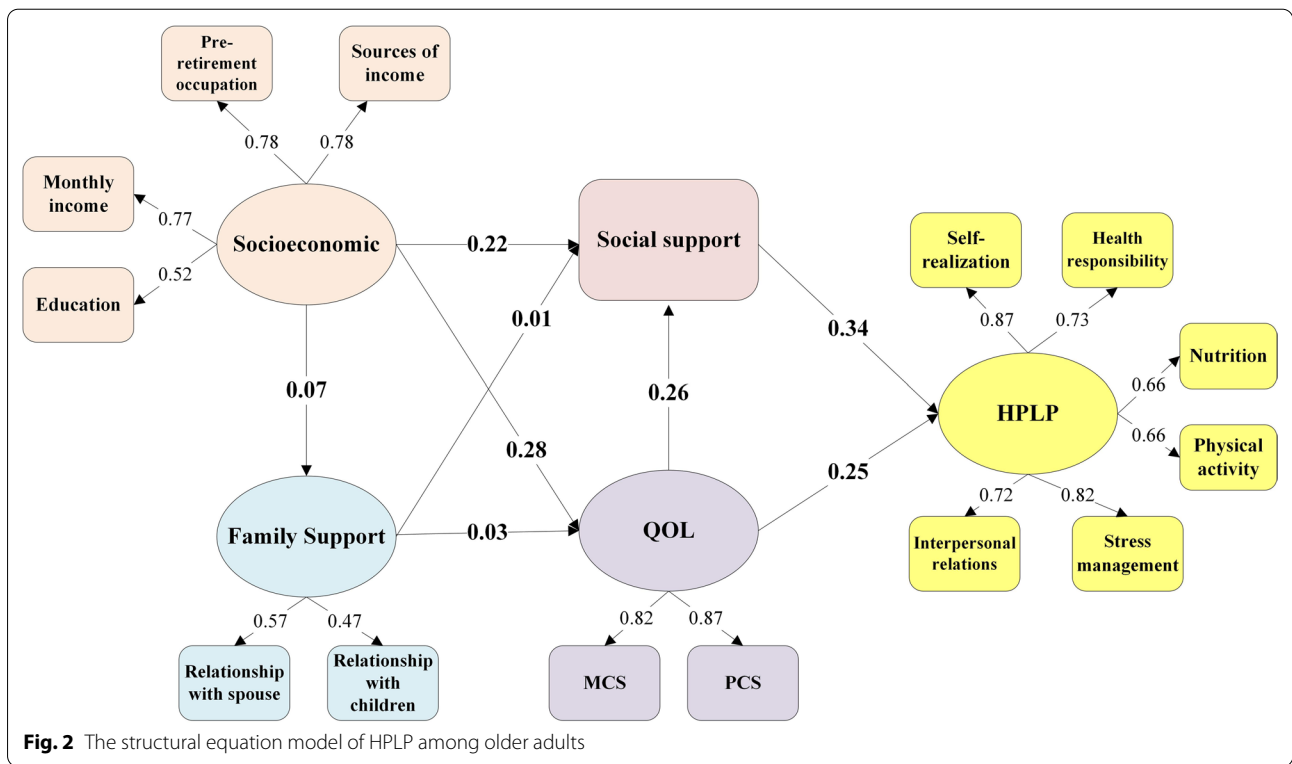 Pre-
retirement
occupation
Sources of
income
0.78
0.78
Monthly
income
0.77
Socioeconomic
0.52
Education
0.22
Social support
0.01
0.07
0.28
0.26
0.34
0.25
Self-
realization
Health
responsibility
0.87
0.73
Nutrition
0.66
HPLP
0.66
Physical
activity
0.72
0.82
Interpersonal
relations
Stress
management
Family Support
0.03
QOL
0.57
0.47
0.82
0.87
Relationship
with spouse
Relationship
with
children
MCS
PCS
Fig. 2 The structural equation model of HPLP among older adults